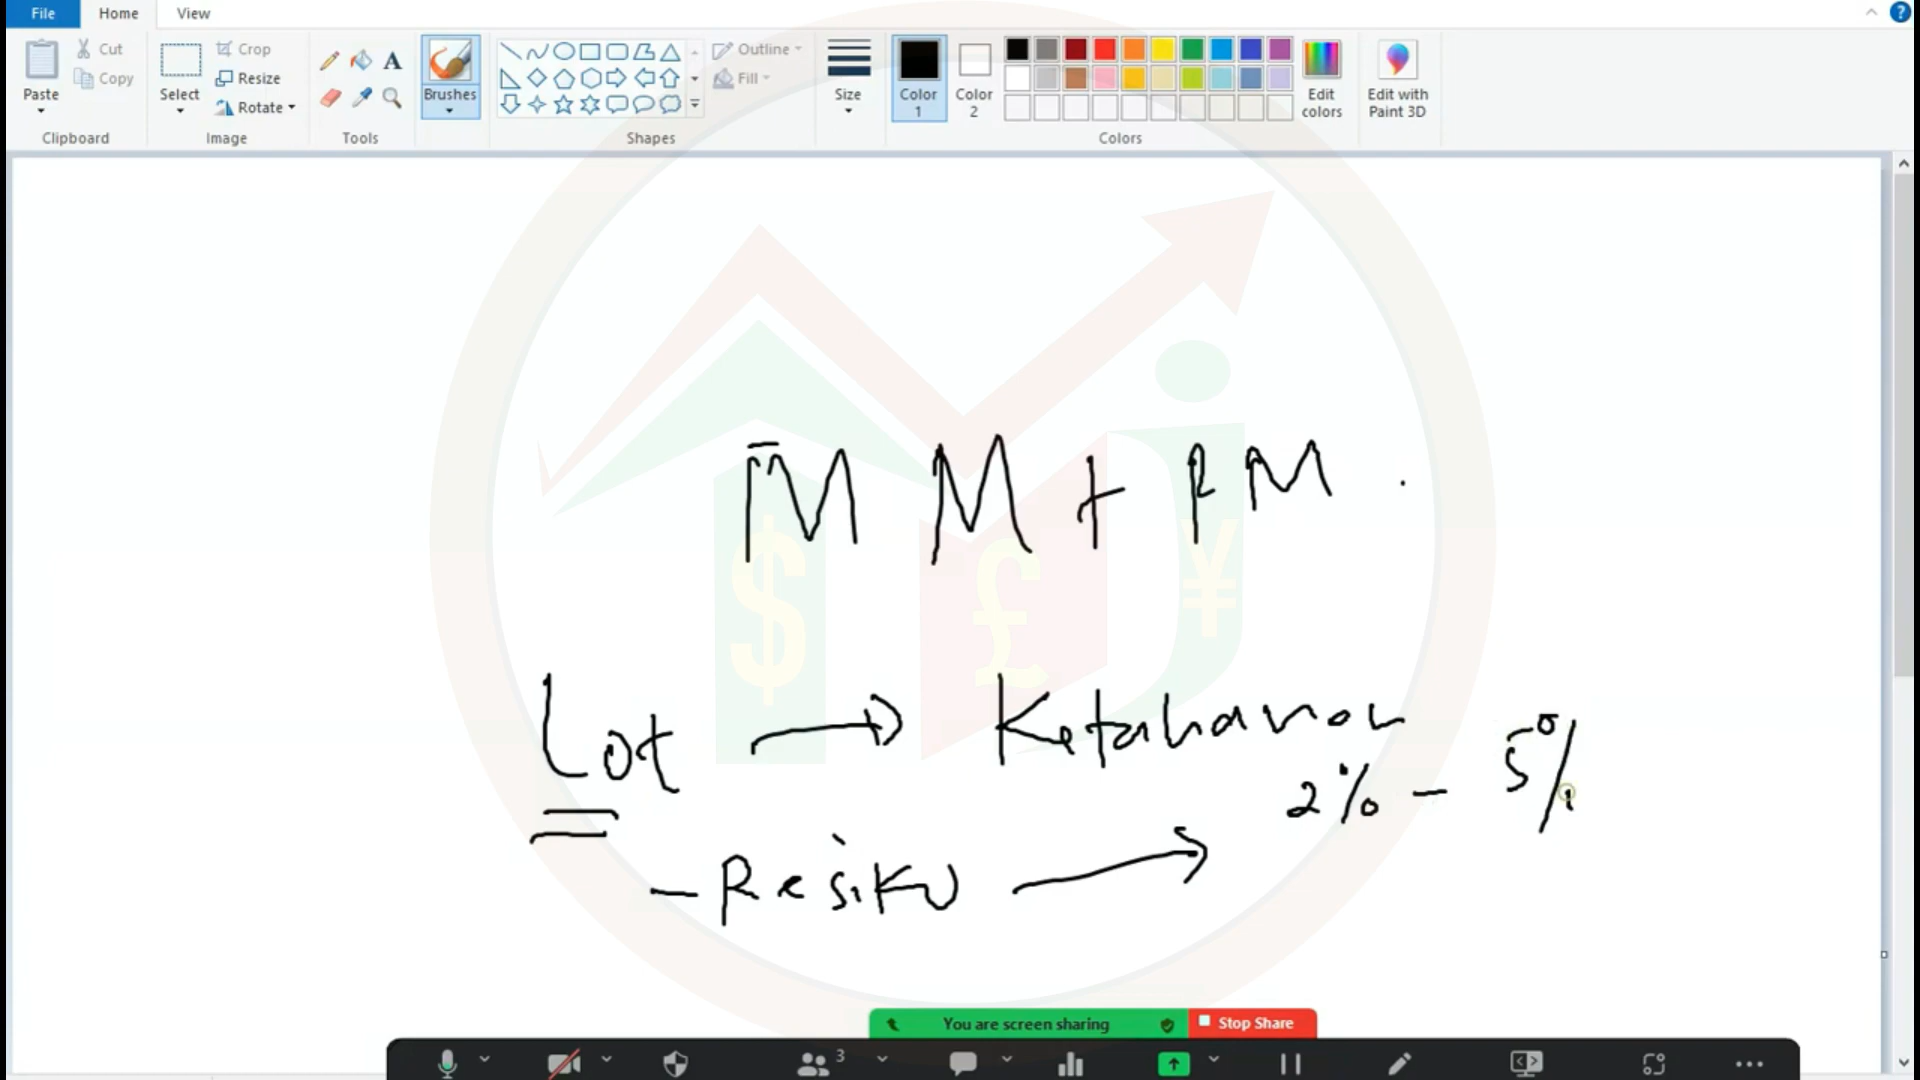 File Home View
Cut Crop Outline
Copy Resize Fill
Paste Select Rotate Brushes Size Color 1 Color 2 Edit colors Edit with Paint 3D
Clipboard Image Tools Shapes Colors
$ £ ¥
M M + PM .
Lot → Ketahanan
2% - 5%
- Resiko →
You are screen sharing Stop Share
3